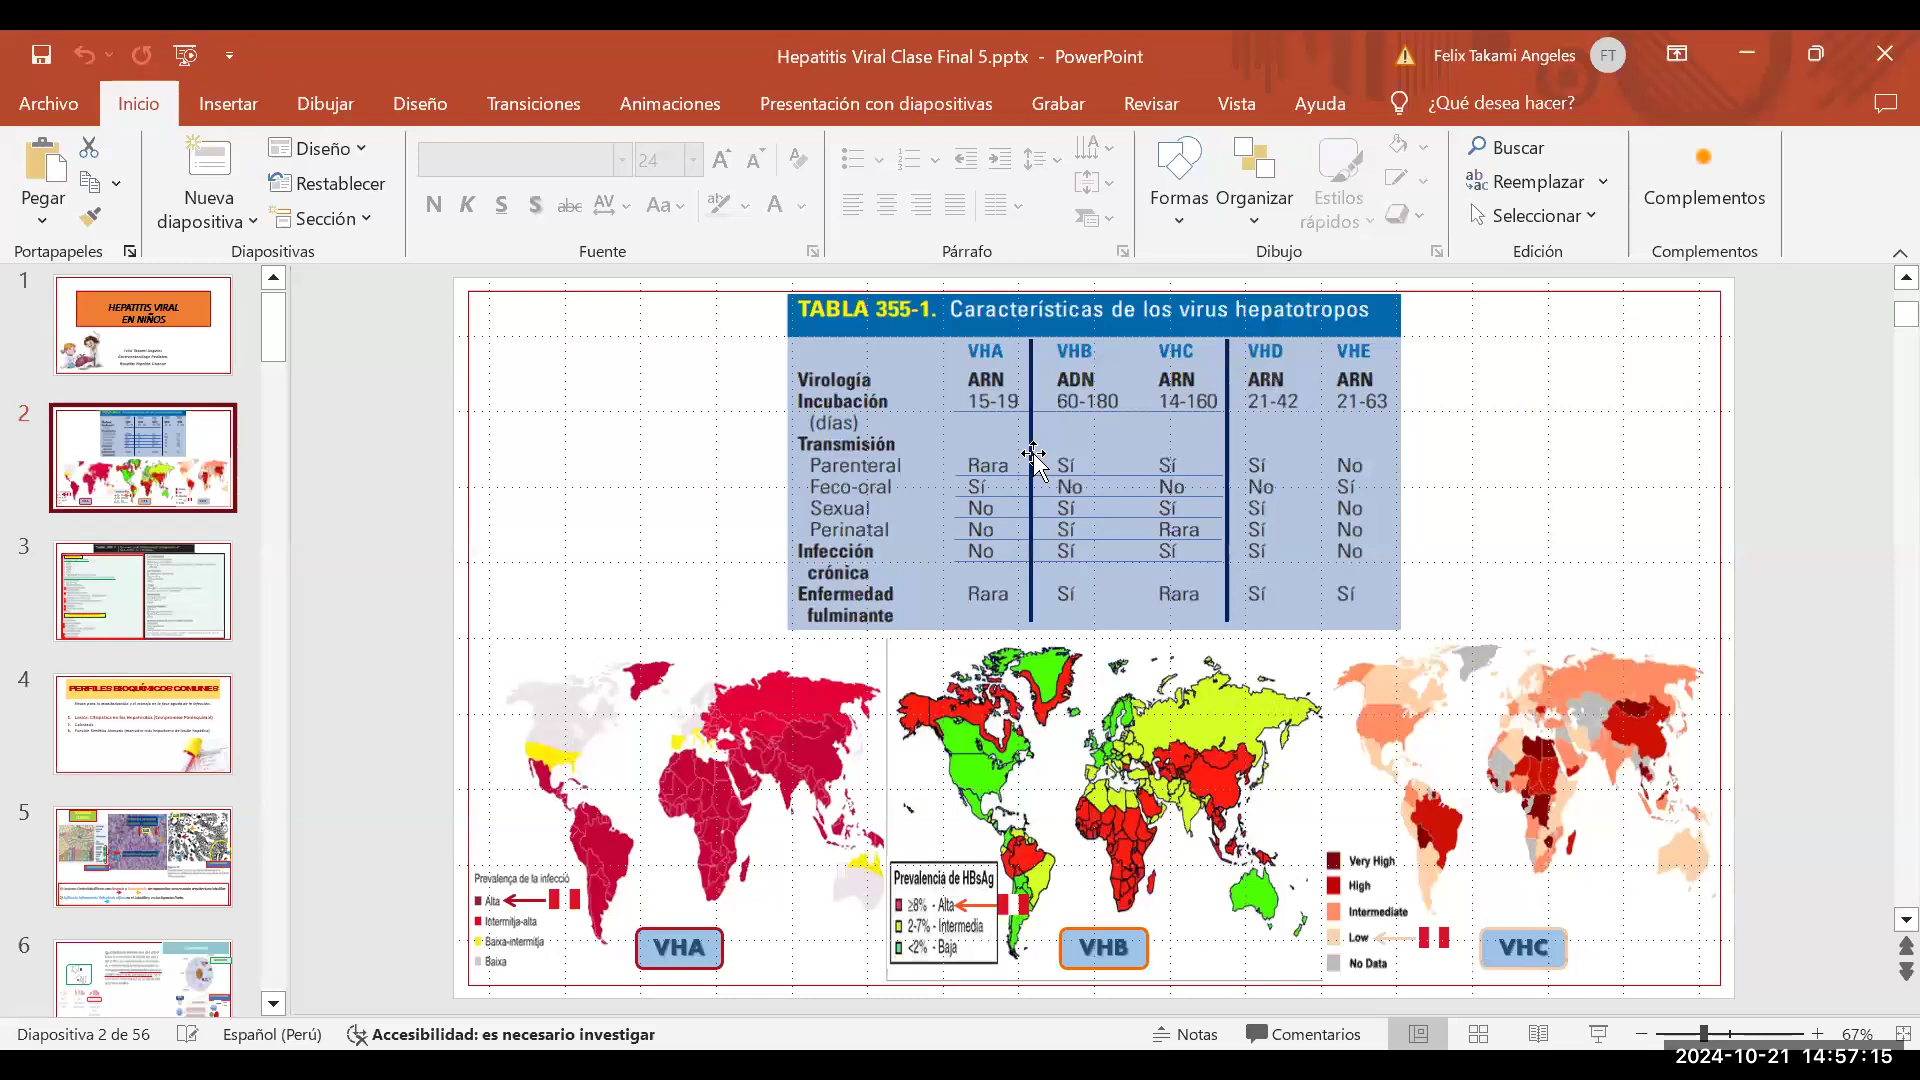 Hepatitis Viral Clase Final 5.pptx - PowerPoint
Felix Takami Angeles
FT
Archivo Inicio Insertar Dibujar Diseño Transiciones Animaciones Presentación con diapositivas Grabar Revisar Vista Ayuda ¿Qué desea hacer?
Pegar
Nueva diapositiva
Diseño
Restablecer
Sección
24
N K S S abc AV Aa A
Formas
Organizar
Estilos rápidos
Buscar
Reemplazar
Seleccionar
Complementos
Portapapeles Diapositivas Fuente Párrafo Dibujo Edición Complementos
1
HEPATITIS VIRAL
EN NIÑOS
Felix Takami Angeles
2
3
4
PERFILES BIOQUÍMICOS COMUNES
5
6
TABLA 355-1. Características de los virus hepatotropos
VHA VHB VHC VHD VHE
Virología ARN ADN ARN ARN ARN
Incubación 15-19 60-180 14-160 21-42 21-63
(días)
Transmisión
Parenteral Rara Sí Sí Sí No
Feco-oral Sí No No No Sí
Sexual No Sí Sí Sí No
Perinatal No Sí Rara Sí No
Infección No Sí Sí Sí No
crónica
Enfermedad Rara Sí Rara Sí Sí
fulminante
Prevalença de la infecció
Alta
Intermitja-alta
Baixa-intermitja
Baixa
VHA
Prevalencia de HBsAg
≥8% - Alta
2-7% - Intermedia
<2% - Baja
VHB
Very High
High
Intermediate
Low
No Data
VHC
Diapositiva 2 de 56
Español (Perú)
Accesibilidad: es necesario investigar
Notas
Comentarios
67%
2024-10-21 14:57:15